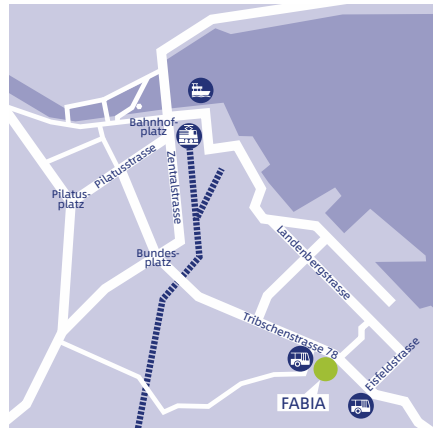 Bahnhof-
platz
Pilatusstrasse
Zentralstrasse
Pilatus-
platz
Bundes-
platz
Landenbergstrasse
Tribschenstrasse 78
Eisfeldstrasse
FABIA